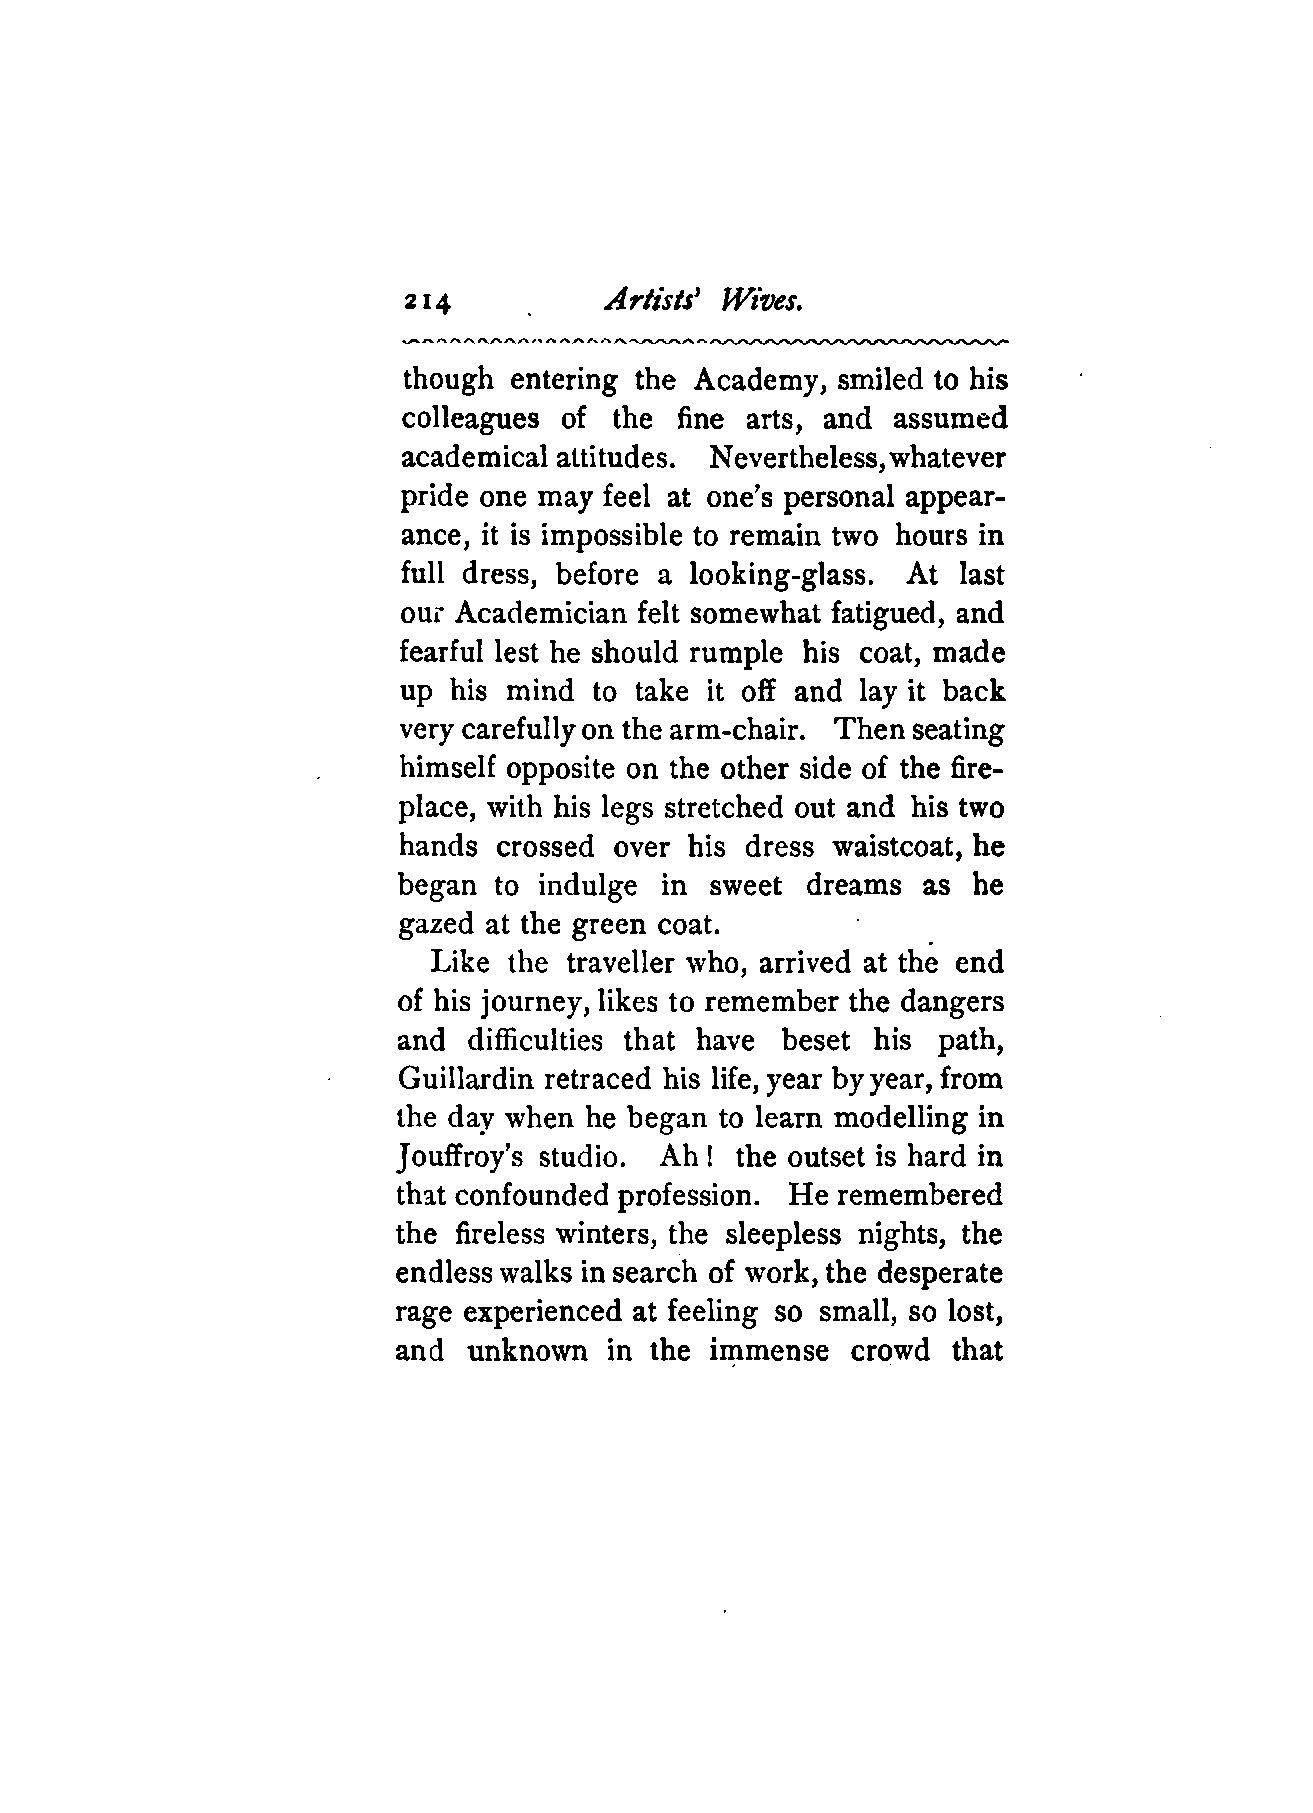 214 Artists' Wives.
though entering the Academy, smiled to his
colleagues of the fine arts, and assumed
academical attitudes. Nevertheless, whatever
pride one may feel at one's personal appear-
ance, it is impossible to remain two hours in
full dress, before a looking-glass. At last
our Academician felt somewhat fatigued, and
fearful lest he should rumple his coat, made
up his mind to take it off and lay it back
very carefully on the arm-chair. Then seating
himself opposite on the other side of the fire-
place, with his legs stretched out and his two
hands crossed over his dress waistcoat, he
began to indulge in sweet dreams as he
gazed at the green coat.
Like the traveller who, arrived at the end
of his journey, likes to remember the dangers
and difficulties that have beset his path,
Guillardin retraced his life, year by year, from
the day when he began to learn modelling in
Jouffroy's studio. Ah! the outset is hard in
that confounded profession. He remembered
the fireless winters, the sleepless nights, the
endless walks in search of work, the desperate
rage experienced at feeling so small, so lost,
and unknown in the immense crowd that